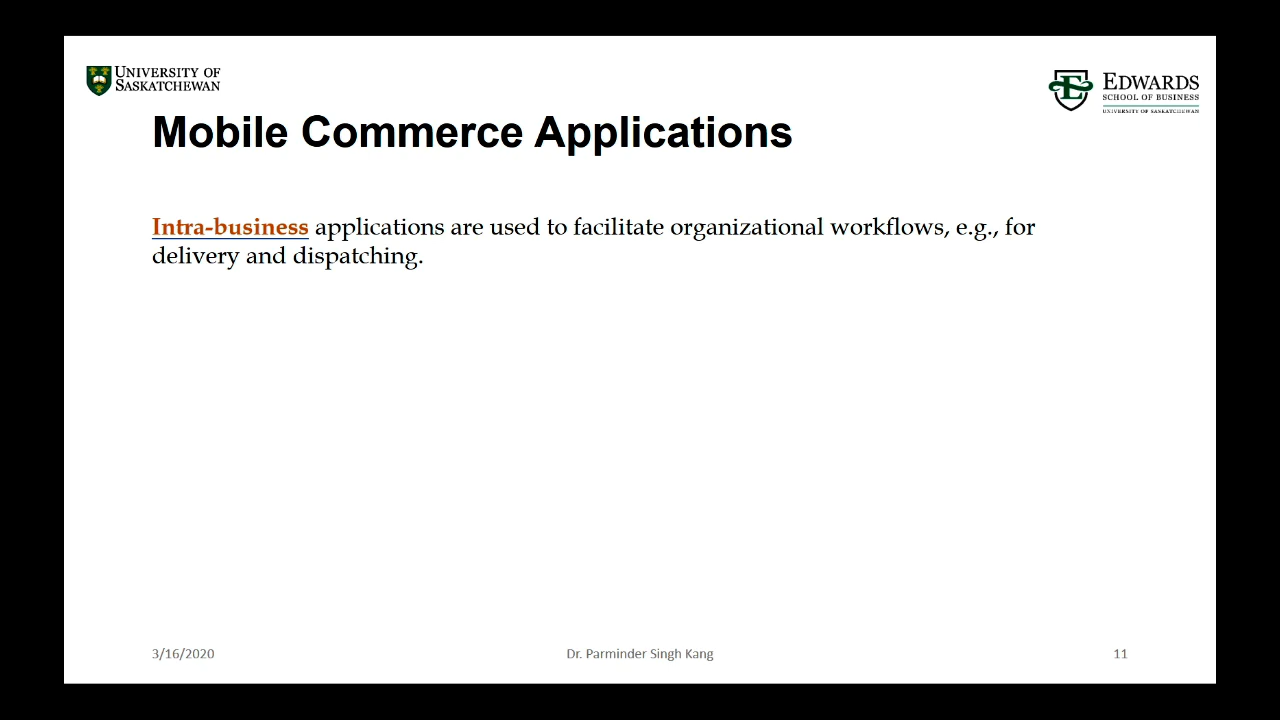 UNIVERSITY OF
SASKATCHEWAN
EDWARDS
SCHOOL OF BUSINESS
UNIVERSITY OF SASKATCHEWAN
Mobile Commerce Applications
Intra-business applications are used to facilitate organizational workflows, e.g., for
delivery and dispatching.
3/16/2020
Dr. Parminder Singh Kang
11